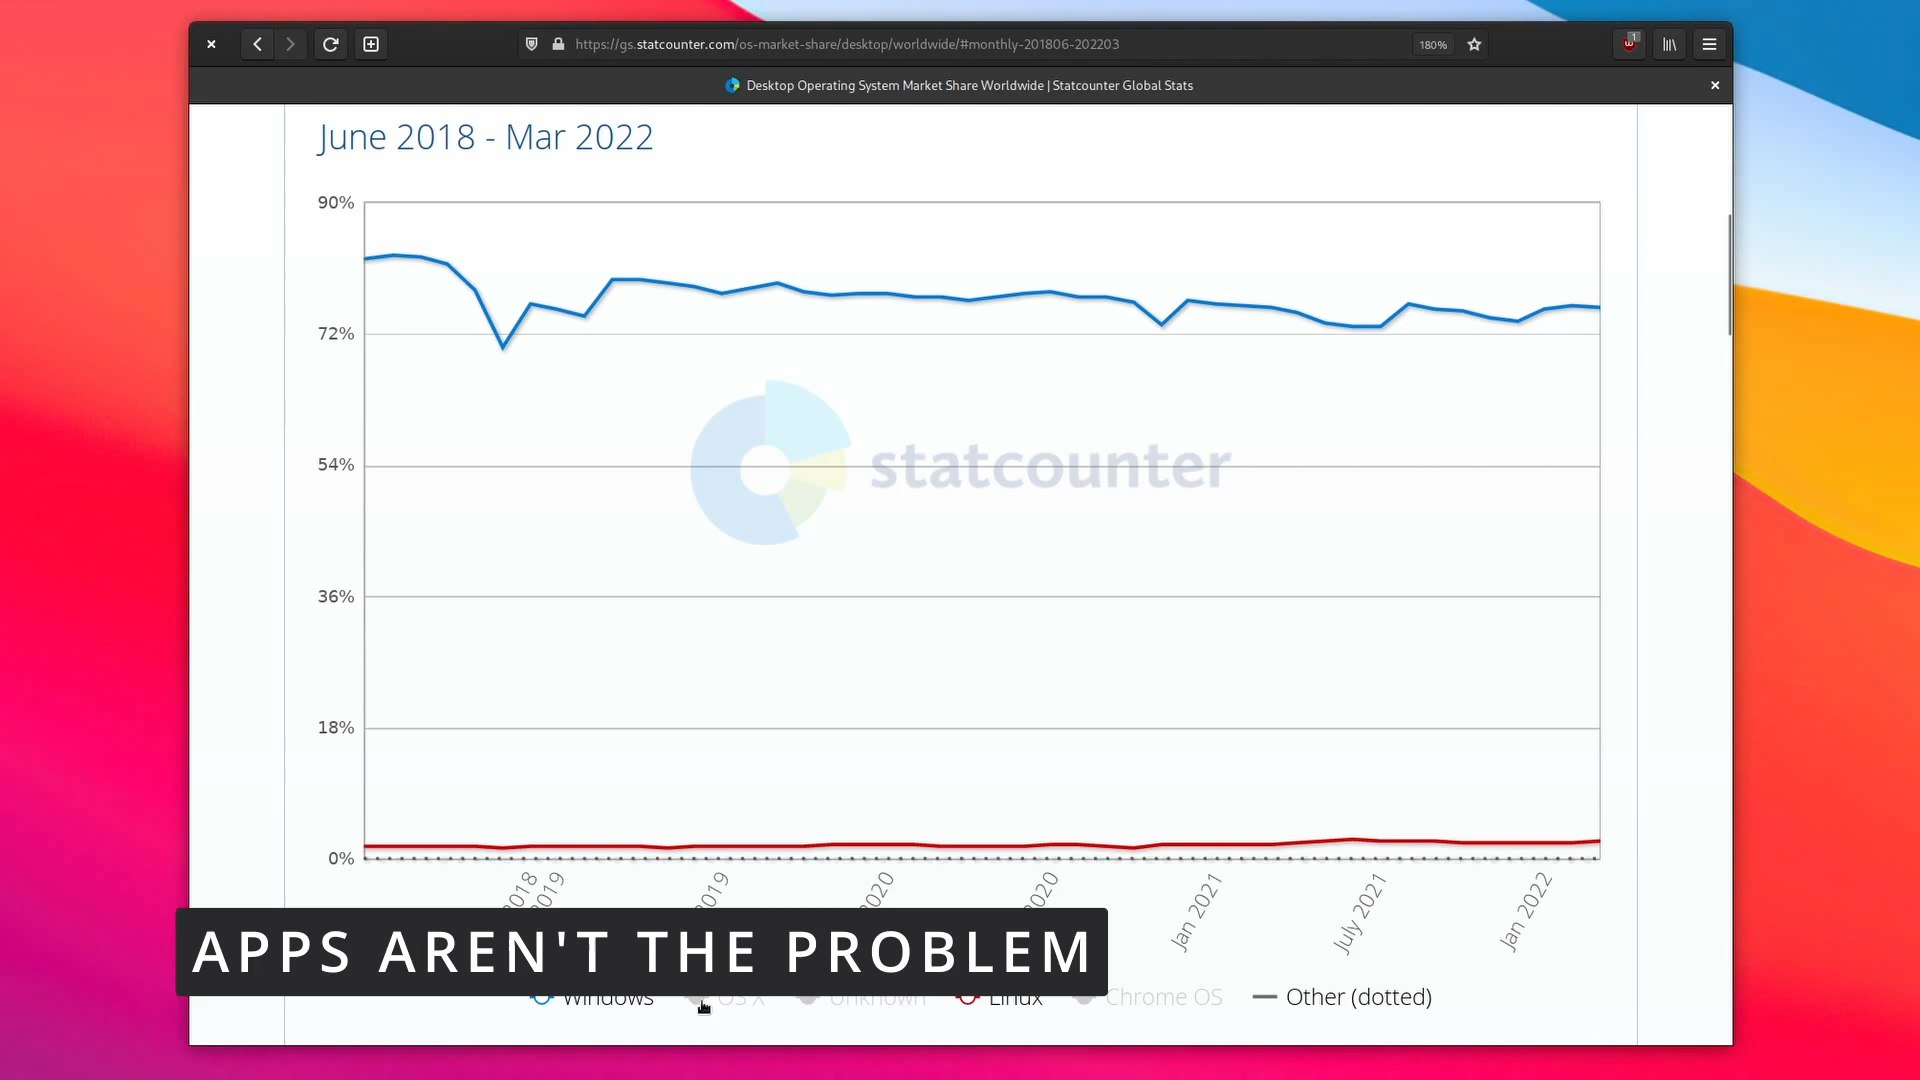 https://gs.statcounter.com/os-market-share/desktop/worldwide/#monthly-201806-202203
180%
1
Desktop Operating System Market Share Worldwide | Statcounter Global Stats
June 2018 - Mar 2022
90%
72%
54%
statcounter
36%
18%
0%
2018
2019
2019
2020
2020
Jan 2021
July 2021
Jan 2022
APPS AREN'T THE PROBLEM
Windows
OS X
Unknown
Linux
Chrome OS
Other (dotted)